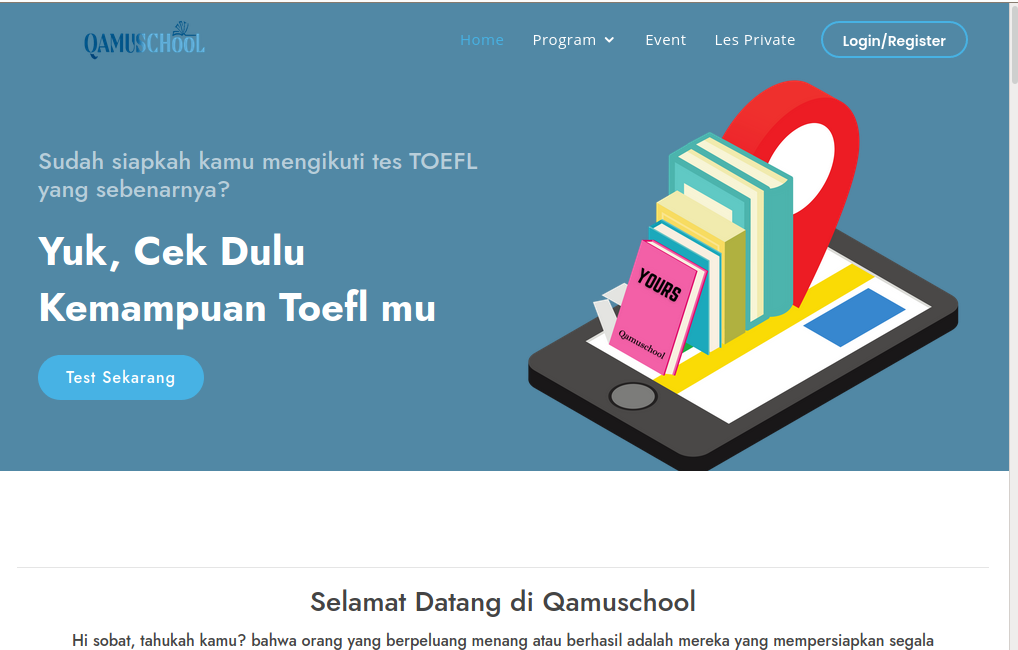 QAMUSCHOOL
Home Program Event Les Private Login/Register
Sudah siapkah kamu mengikuti tes TOEFL
yang sebenarnya?
Yuk, Cek Dulu
Kemampuan Toefl mu
Test Sekarang
YOURS
Qamuschool
Selamat Datang di Qamuschool
Hi sobat, tahukah kamu? bahwa orang yang berpeluang menang atau berhasil adalah mereka yang mempersiapkan segala